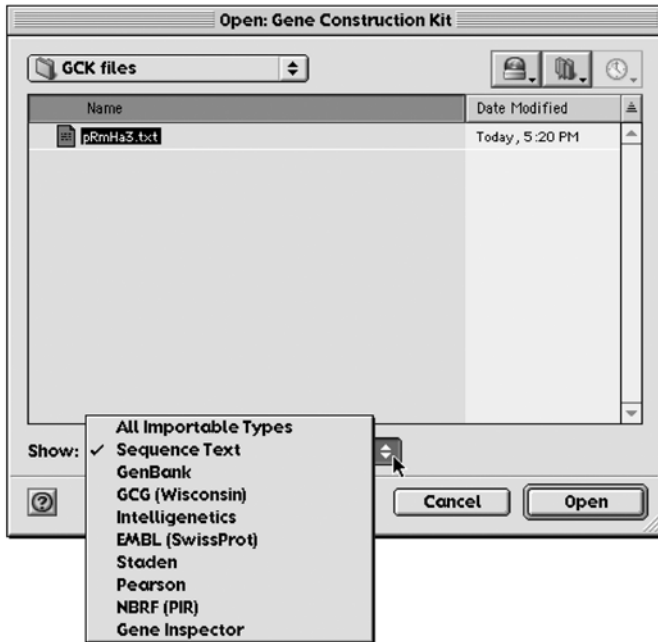 Open: Gene Construction Kit
GCK files
Name Date Modified
pRmHa3.txt Today, 5:20 PM
All Importable Types
Show: ✓ Sequence Text
GenBank
GCG (Wisconsin)
Intelligenetics
EMBL (SwissProt)
Staden
Pearson
NBRF (PIR)
Gene Inspector
? Cancel Open